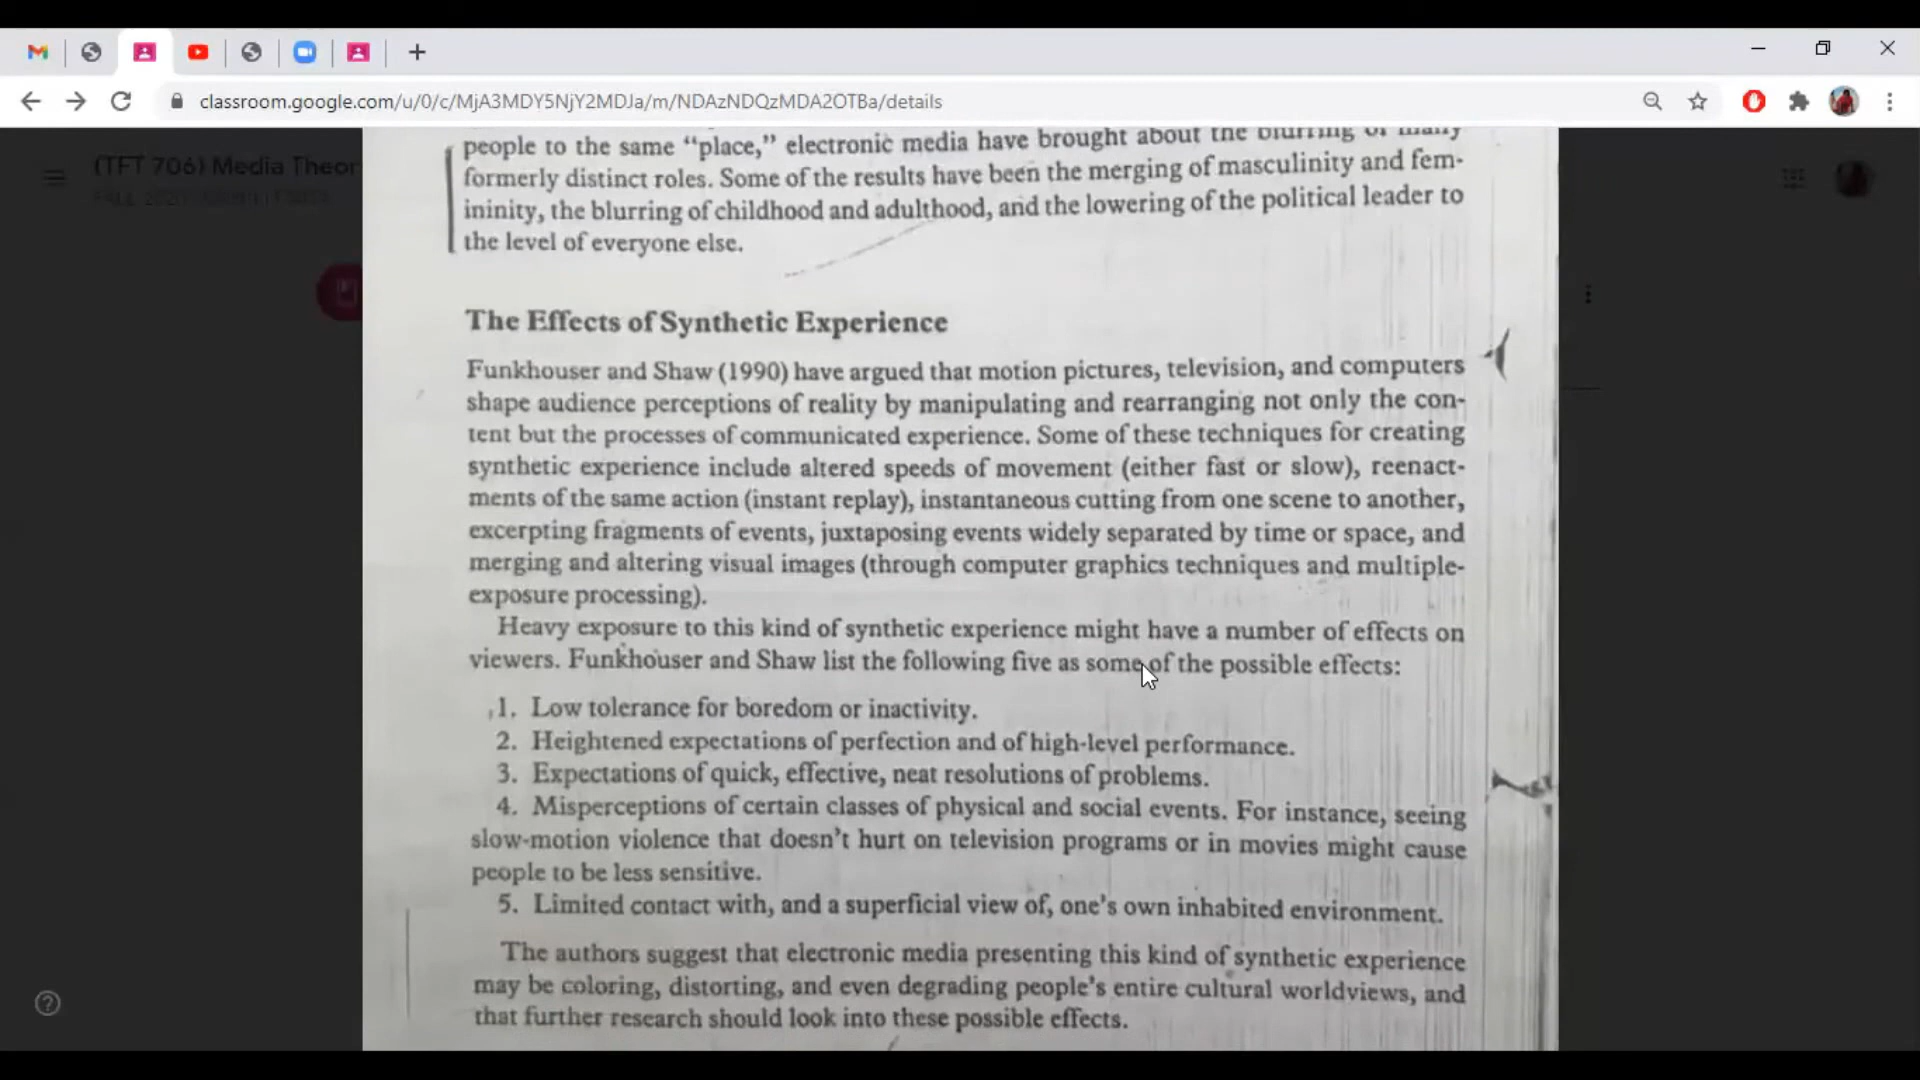 classroom.google.com/u/0/c/MjA3MDY5NjY2MDJa/m/NDAzNDQzMDA2OTBa/details
(TFT 706) Media Theor
people to the same “place,” electronic media have brought about the blurring of many
formerly distinct roles. Some of the results have been the merging of masculinity and fem-
ininity, the blurring of childhood and adulthood, and the lowering of the political leader to
the level of everyone else.
The Effects of Synthetic Experience
Funkhouser and Shaw (1990) have argued that motion pictures, television, and computers
shape audience perceptions of reality by manipulating and rearranging not only the con-
tent but the processes of communicated experience. Some of these techniques for creating
synthetic experience include altered speeds of movement (either fast or slow), reenact-
ments of the same action (instant replay), instantaneous cutting from one scene to another,
excerpting fragments of events, juxtaposing events widely separated by time or space, and
merging and altering visual images (through computer graphics techniques and multiple-
exposure processing).
Heavy exposure to this kind of synthetic experience might have a number of effects on
viewers. Funkhouser and Shaw list the following five as some of the possible effects:
1. Low tolerance for boredom or inactivity.
2. Heightened expectations of perfection and of high-level performance.
3. Expectations of quick, effective, neat resolutions of problems.
4. Misperceptions of certain classes of physical and social events. For instance, seeing
slow-motion violence that doesn’t hurt on television programs or in movies might cause
people to be less sensitive.
5. Limited contact with, and a superficial view of, one’s own inhabited environment.
The authors suggest that electronic media presenting this kind of synthetic experience
may be coloring, distorting, and even degrading people’s entire cultural worldviews, and
that further research should look into these possible effects.